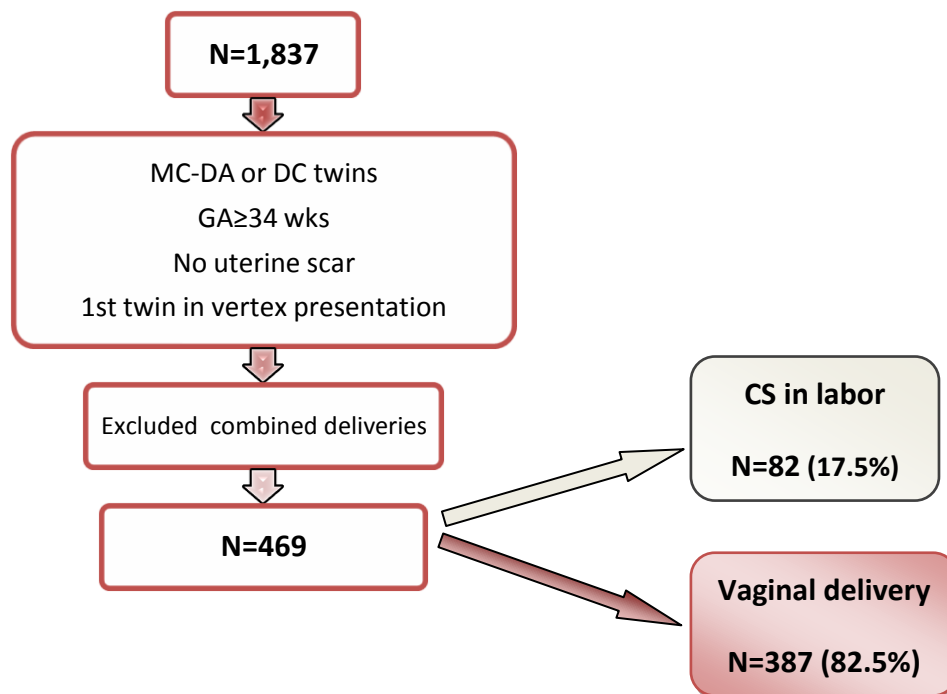 N=1,837
MC-DA or DC twins
GA≥34 wks
No uterine scar
1st twin in vertex presentation
Excluded combined deliveries
N=469
CS in labor
N=82 (17.5%)
Vaginal delivery
N=387 (82.5%)